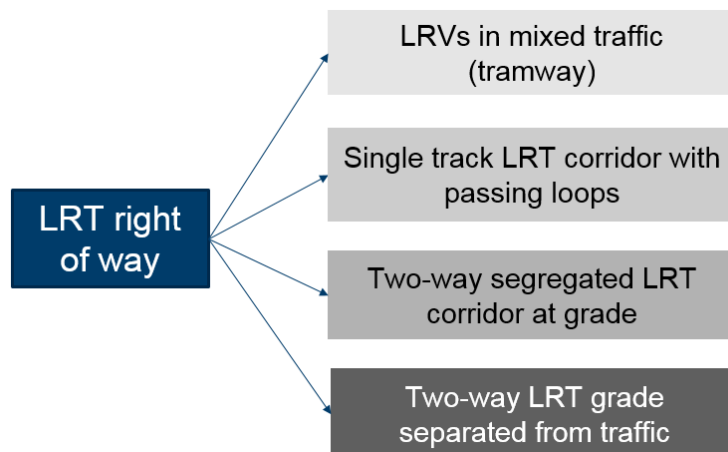 LRT right
of way
LRVs in mixed traffic
(tramway)
Single track LRT corridor with
passing loops
Two-way segregated LRT
corridor at grade
Two-way LRT grade
separated from traffic